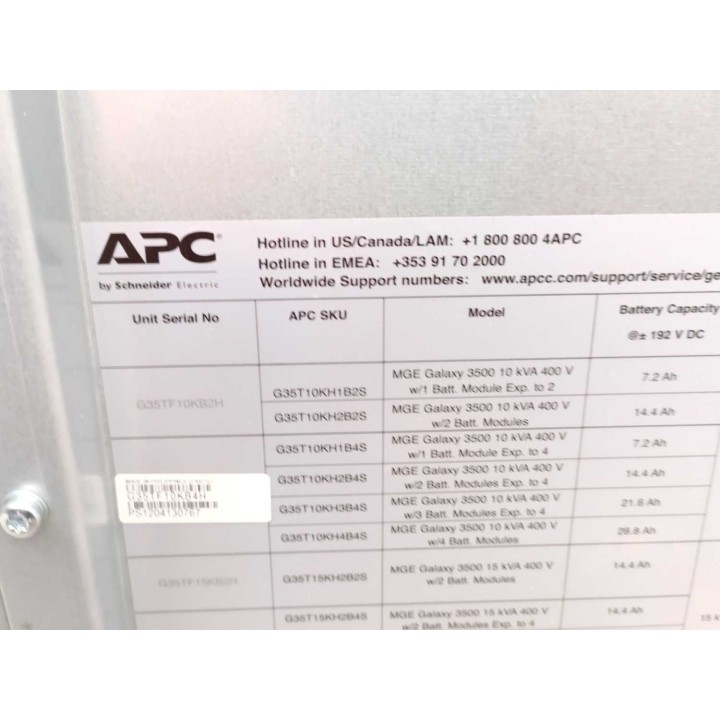 APC
by Schneider Electric
Hotline in US/Canada/LAM: +1 800 800 4APC
Hotline in EMEA: +353 91 70 2000
Worldwide Support numbers: www.apcc.com/support/service/ge
Unit Serial No APC SKU Model Battery Capacity
@± 192 V DC
G35TF10KB2H
G35T10KH1B2S MGE Galaxy 3500 10 kVA 400 V 7.2 Ah
w/1 Batt. Module Exp. to 2
G35T10KH2B2S MGE Galaxy 3500 10 kVA 400 V 14.4 Ah
w/2 Batt. Modules
G35T10KH1B4S MGE Galaxy 3500 10 kVA 400 V 7.2 Ah
w/1 Batt. Module Exp. to 4
G35TF10KB4H
PS1204130767
G35T10KH2B4S MGE Galaxy 3500 10 kVA 400 V 14.4 Ah
w/2 Batt. Modules Exp. to 4
G35T10KH3B4S MGE Galaxy 3500 10 kVA 400 V 21.6 Ah
w/3 Batt. Modules Exp. to 4
G35T10KH4B4S MGE Galaxy 3500 10 kVA 400 V 28.8 Ah
w/4 Batt. Modules
G35TF15KB2H G35T15KH2B2S MGE Galaxy 3500 15 kVA 400 V 14.4 Ah
w/2 Batt. Modules
G35T15KH2B4S MGE Galaxy 3500 15 kVA 400 V 14.4 Ah
w/2 Batt. Modules Exp. to 4
15 k